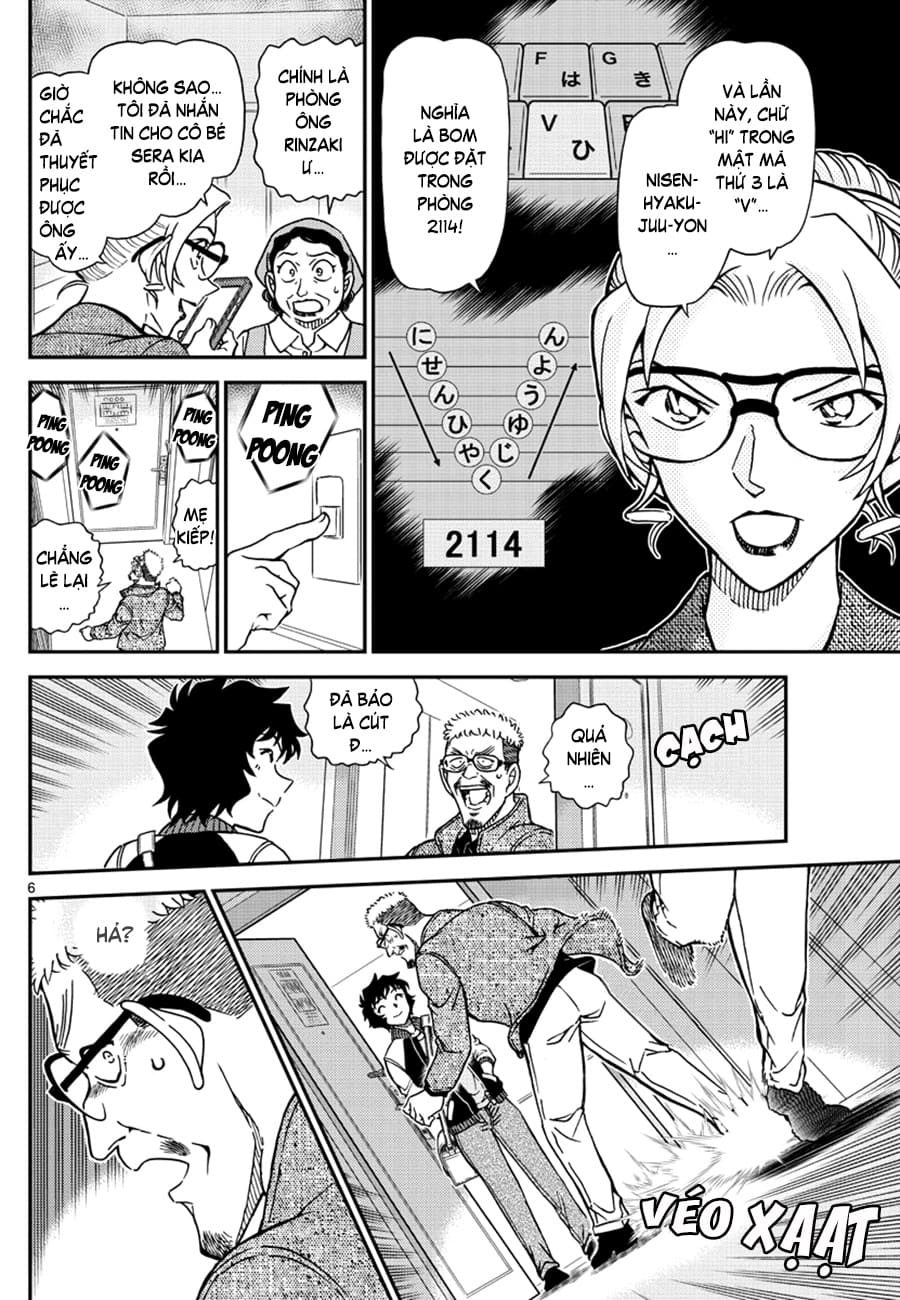 VÀ LẦN
NÀY, CHỮ
"HI" TRONG
MẬT MÃ
THỨ 3 LÀ
"V"...
NISEN-
HYAKU-
JUU-YON
...
NGHĨA
LÀ BOM
ĐƯỢC ĐẶT
TRONG
PHÒNG
2114!
F
は
G
き
V
ひ
B
に
せ
ん
ひ
や
く
じ
ゆ
う
よ
ん
2114
CHÍNH LÀ
PHÒNG
ÔNG
RINZAKI
Ư...
KHÔNG SAO...
TÔI ĐÃ NHẮN
TIN CHO CÔ BÉ
SERA KIA
RỒI...
GIỜ
CHẮC
ĐÃ
THUYẾT
PHỤC
ĐƯỢC
ÔNG
ẤY...
PING
POONG
PING
POONG
PING
POONG
PING
POONG
MẸ
KIẾP!
CHẲNG
LẼ LẠI
...
CẠCH
QUẢ
NHIÊN
...
ĐÃ BẢO
LÀ CÚT
Đ...
6
HẢ?
VÉO XẠẠT